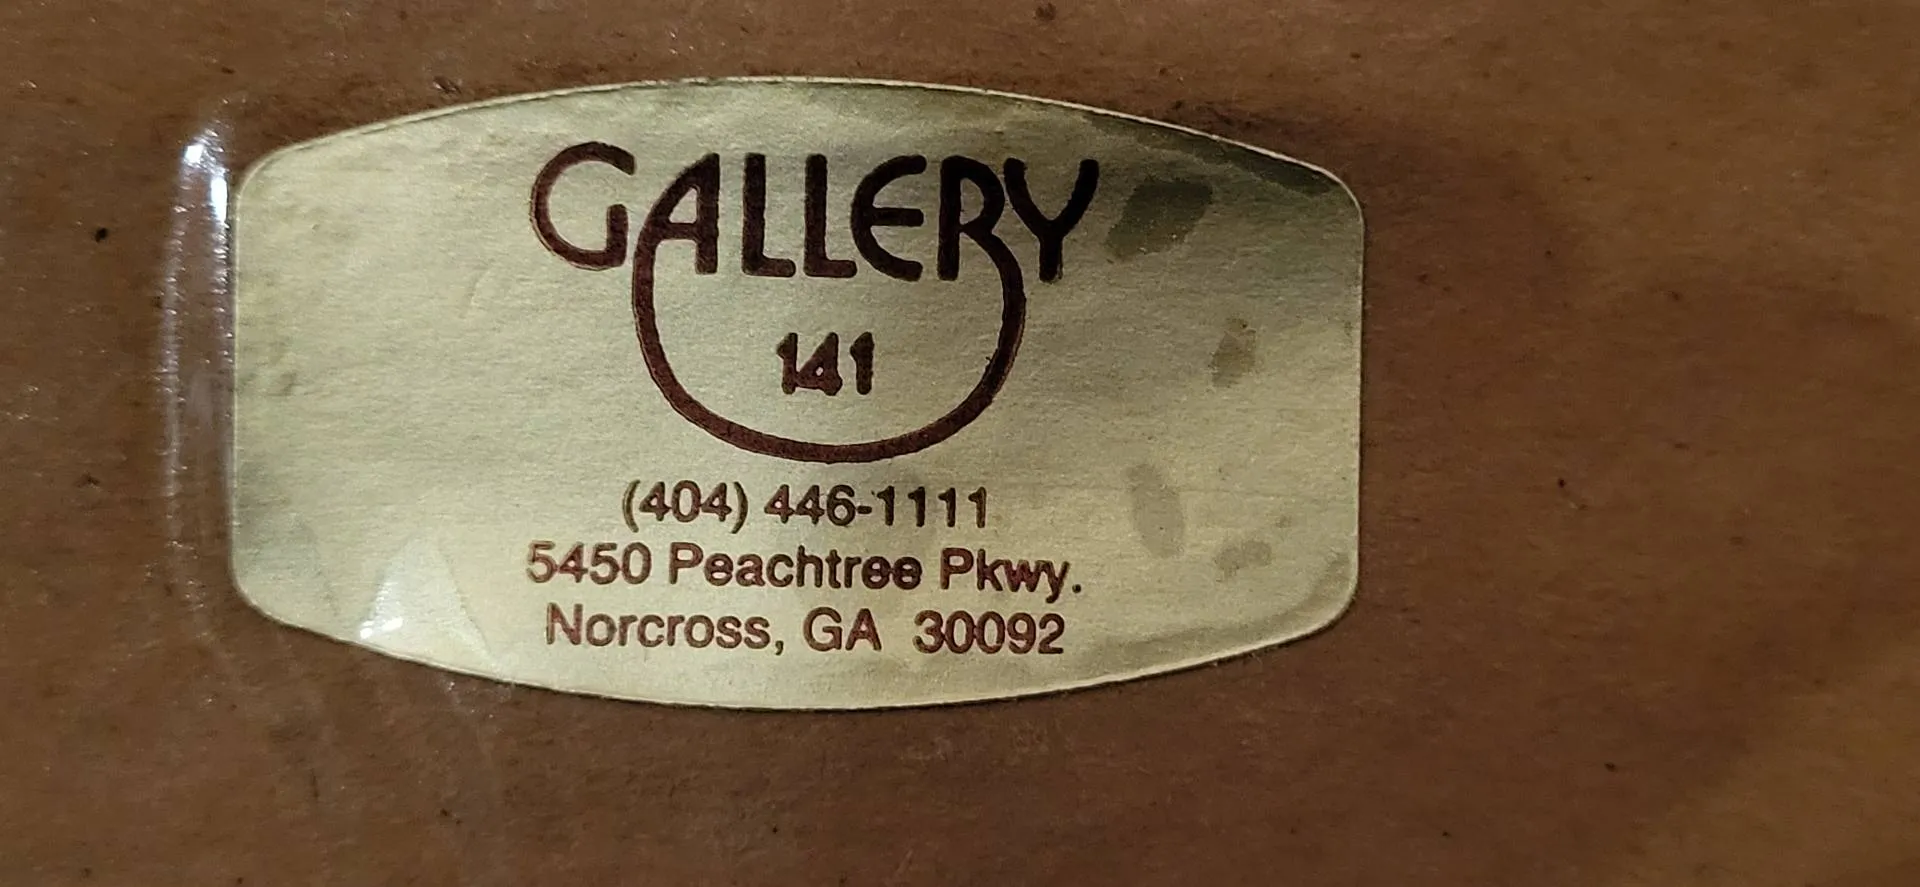 GALLERY
141
(404) 446-1111
5450 Peachtree Pkwy.
Norcross, GA 30092